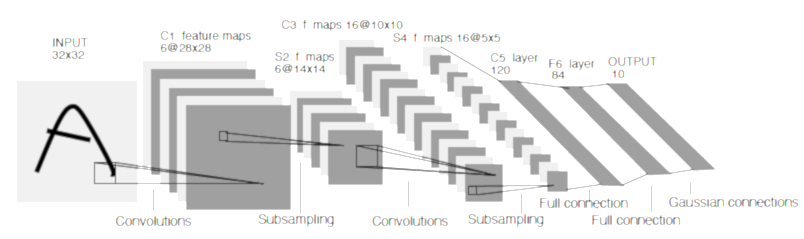 INPUT
32x32
C1 feature maps
6@28x28
S2 f maps
6@14x14
C3 f maps 16@10x10
S4 f maps 16@5x5
C5 layer
120
F6 layer
84
OUTPUT
10
A
Convolutions
Subsampling
Convolutions
Subsampling
Full connection
Full connection
Gaussian connections